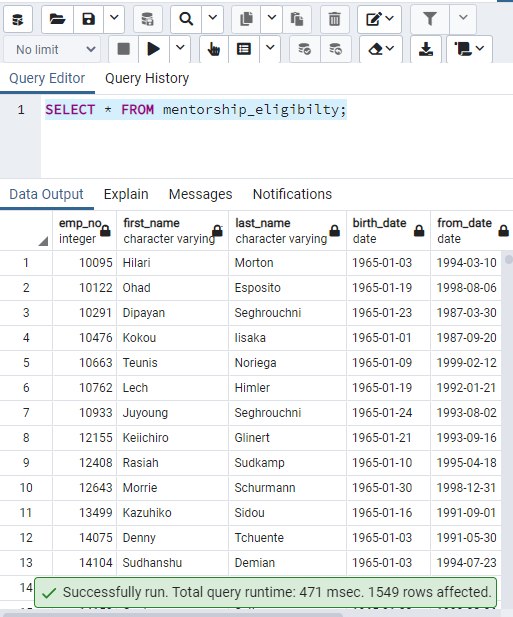 No limit
Query Editor Query History
1 SELECT * FROM mentorship_eligibilty;
Data Output Explain Messages Notifications
emp_no first_name last_name birth_date from_date
integer character varying character varying date date
1 10095 Hilari Morton 1965-01-03 1994-03-10
2 10122 Ohad Esposito 1965-01-19 1998-08-06
3 10291 Dipayan Seghrouchni 1965-01-23 1987-03-30
4 10476 Kokou Iisaka 1965-01-01 1987-09-20
5 10663 Teunis Noriega 1965-01-09 1999-02-12
6 10762 Lech Himler 1965-01-19 1992-01-21
7 10933 Juyoung Seghrouchni 1965-01-24 1993-08-02
8 12155 Keiichiro Glinert 1965-01-21 1993-09-16
9 12408 Rasiah Sudkamp 1965-01-10 1995-04-18
10 12643 Morrie Schurmann 1965-01-30 1998-12-31
11 13499 Kazuhiko Sidou 1965-01-16 1991-09-01
12 14075 Denny Tchuente 1965-01-03 1991-05-30
13 14104 Sudhanshu Demian 1965-01-03 1994-07-23
14 Successfully run. Total query runtime: 471 msec. 1549 rows affected.